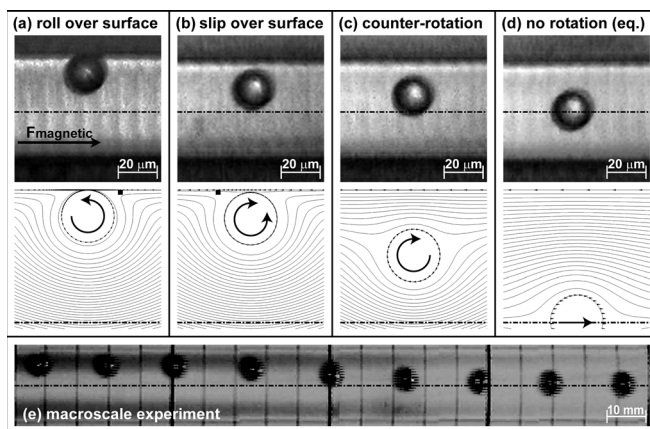 (a) roll over surface
(b) slip over surface
(c) counter-rotation
(d) no rotation (eq.)
Fmagnetic
20 μm
20 μm
20 μm
20 μm
(e) macroscale experiment
10 mm